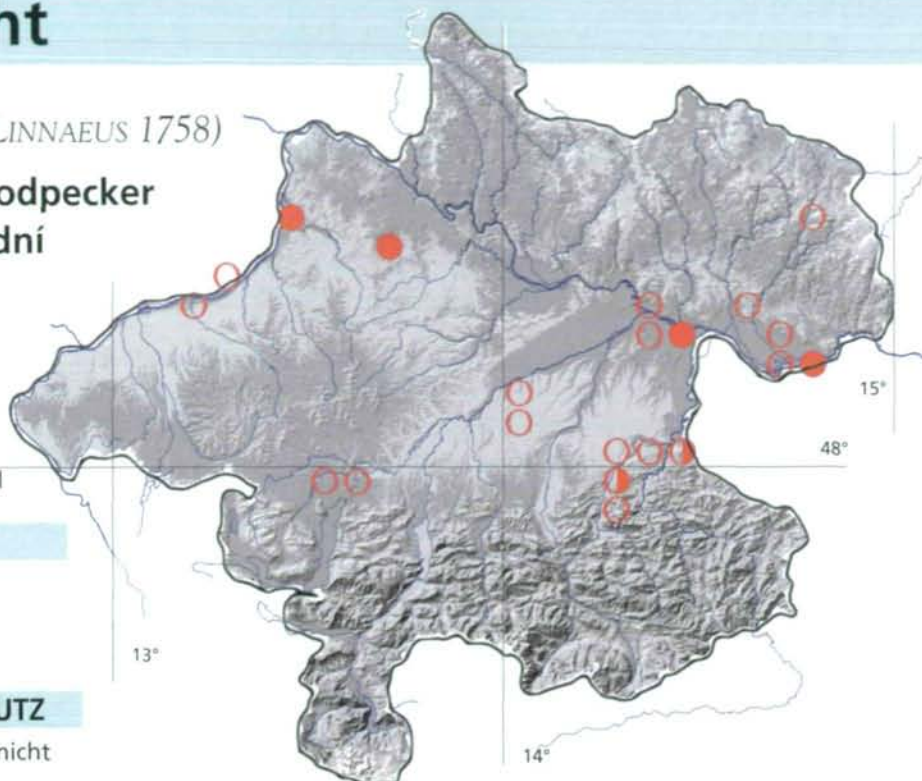 nt
LINNAEUS 1758)
odpecker
dní
15°
48°
13°
UTZ
nicht
14°